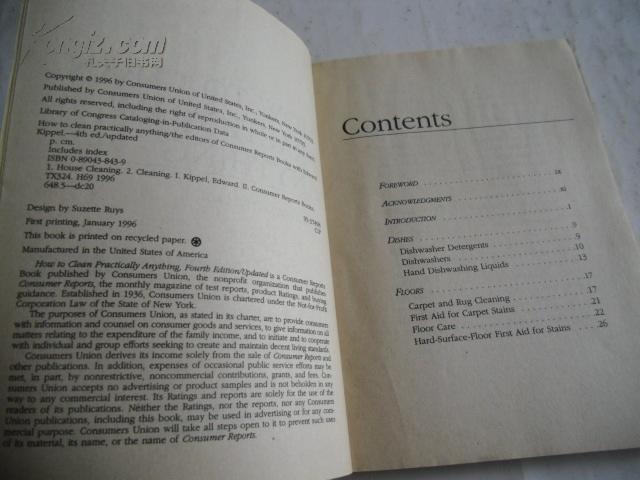 Kongfz.com
孔夫子旧书网
Copyright © 1996 by Consumers Union of United States, Inc., Yonkers, New York
Published by Consumers Union of United States, Inc., Yonkers, New York
All rights reserved, including the right of reproduction in whole or in part in any form.
Library of Congress Cataloging-in-Publication Data
How to clean practically anything/the editors of Consumer Reports Books with Edward
Kippel.—4th ed./updated
p. cm.
Includes index
ISBN 0-89043-843-9
1. House Cleaning. 2. Cleaning. I. Kippel, Edward. II. Consumer Reports Books.
TX324. H69 1996
648.5—dc20
CIP
Design by Suzette Ruys
First printing, January 1996
This book is printed on recycled paper.
Manufactured in the United States of America
How to Clean Practically Anything, Fourth Edition/Updated is a Consumer Reports
Book published by Consumers Union, the nonprofit organization that publishes
Consumer Reports, the monthly magazine of test reports, product Ratings, and buying
guidance. Established in 1936, Consumers Union is chartered under the Not-for-Profit
Corporation Law of the State of New York.
The purposes of Consumers Union, as stated in its charter, are to provide consumers
with information and counsel on consumer goods and services, to give information on all
matters relating to the expenditure of the family income, and to initiate and to cooperate
with individual and group efforts seeking to create and maintain decent living standards.
Consumers Union derives its income solely from the sale of Consumer Reports and
other publications. In addition, expenses of occasional public service efforts may be
met, in part, by nonrestrictive, noncommercial contributions, grants, and fees. Con-
sumers Union accepts no advertising or product samples and is not beholden in any
way to any commercial interest. Its Ratings and reports are solely for the use of the
readers of its publications. Neither the Ratings, nor the reports, nor any Consumers
Union publications, including this book, may be used in advertising or for any com-
mercial purpose. Consumers Union will take all steps open to it to prevent such uses
of its material, its name, or the name of Consumer Reports.
Contents
FOREWORD ix
ACKNOWLEDGMENTS xi
INTRODUCTION 1
DISHES 9
Dishwasher Detergents 9
Dishwashers 10
Hand Dishwashing Liquids 13
FLOORS 17
Carpet and Rug Cleaning 17
First Aid for Carpet Stains 21
Floor Care 22
Hard-Surface-Floor First Aid for Stains 26